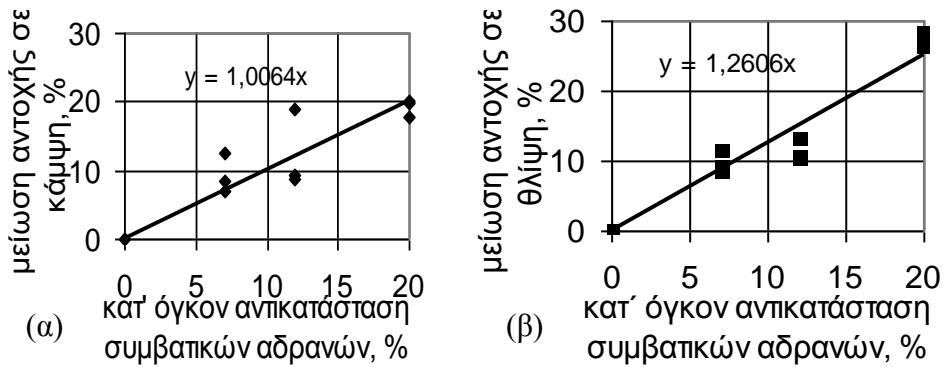 μείωση αντοχής σε
κάμψη, %
30
20
10
0
y = 1,0064x
0 5 10 15 20
κατ' όγκον αντικατάσταση
συμβατικών αδρανών, %
(α)
μείωση αντοχής σε
θλίψη, %
30
20
10
0
y = 1,2606x
0 5 10 15 20
κατ΄ όγκον αντικατάσταση
συμβατικών αδρανών, %
(β)